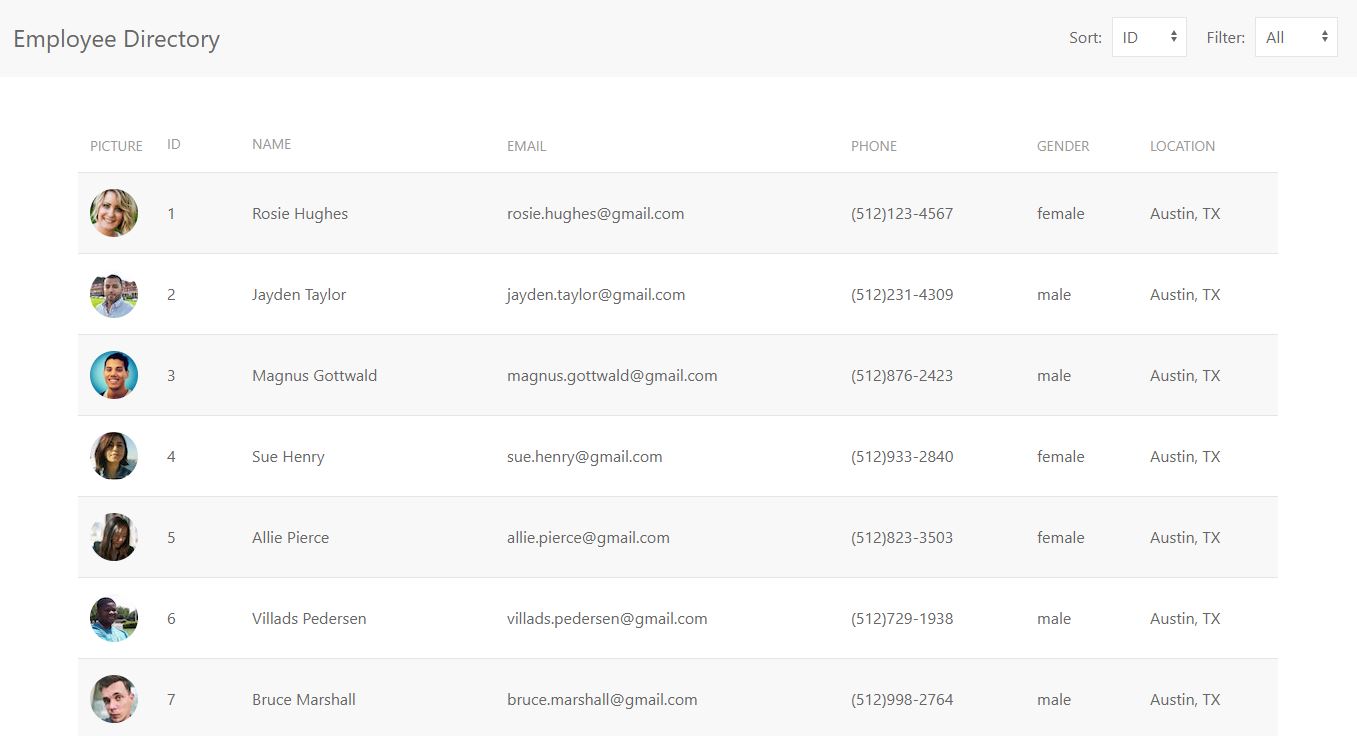 Employee Directory Sort: ID Filter: All
PICTURE ID NAME EMAIL PHONE GENDER LOCATION
1 Rosie Hughes rosie.hughes@gmail.com (512)123-4567 female Austin, TX
2 Jayden Taylor jayden.taylor@gmail.com (512)231-4309 male Austin, TX
3 Magnus Gottwald magnus.gottwald@gmail.com (512)876-2423 male Austin, TX
4 Sue Henry sue.henry@gmail.com (512)933-2840 female Austin, TX
5 Allie Pierce allie.pierce@gmail.com (512)823-3503 female Austin, TX
6 Villads Pedersen villads.pedersen@gmail.com (512)729-1938 male Austin, TX
7 Bruce Marshall bruce.marshall@gmail.com (512)998-2764 male Austin, TX